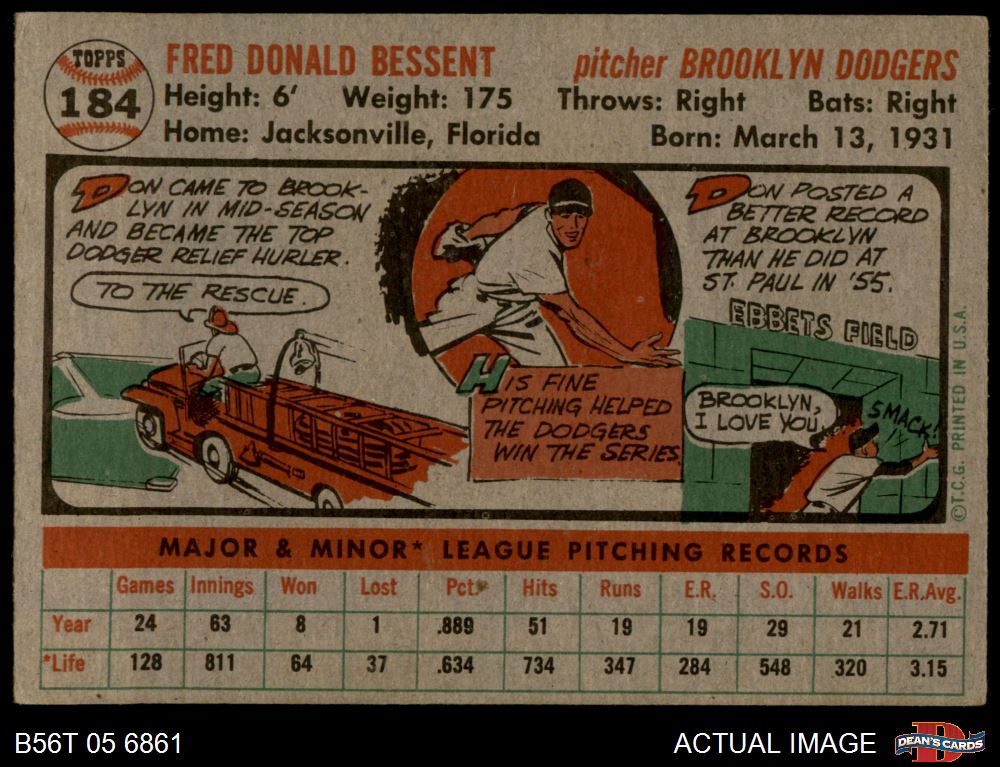 TOPPS
184
FRED DONALD BESSENT
pitcher BROOKLYN DODGERS
Height: 6' Weight: 175 Throws: Right Bats: Right
Home: Jacksonville, Florida Born: March 13, 1931
DON CAME TO BROOK-
LYN IN MID-SEASON
AND BECAME THE TOP
DODGER RELIEF HURLER.
TO THE RESCUE.
HIS FINE
PITCHING HELPED
THE DODGERS
WIN THE SERIES.
DON POSTED A
BETTER RECORD
AT BROOKLYN
THAN HE DID AT
ST. PAUL IN '55.
EBBETS FIELD
BROOKLYN,
I LOVE YOU.
SMACK!
©T.C.G. PRINTED IN U.S.A.
MAJOR & MINOR* LEAGUE PITCHING RECORDS
Games Innings Won Lost Pct. Hits Runs E.R. S.O. Walks E.R.Avg.
Year 24 63 8 1 .889 51 19 19 29 21 2.71
*Life 128 811 64 37 .634 734 347 284 548 320 3.15
B56T 05 6861
ACTUAL IMAGE
D
DEAN'S CARDS